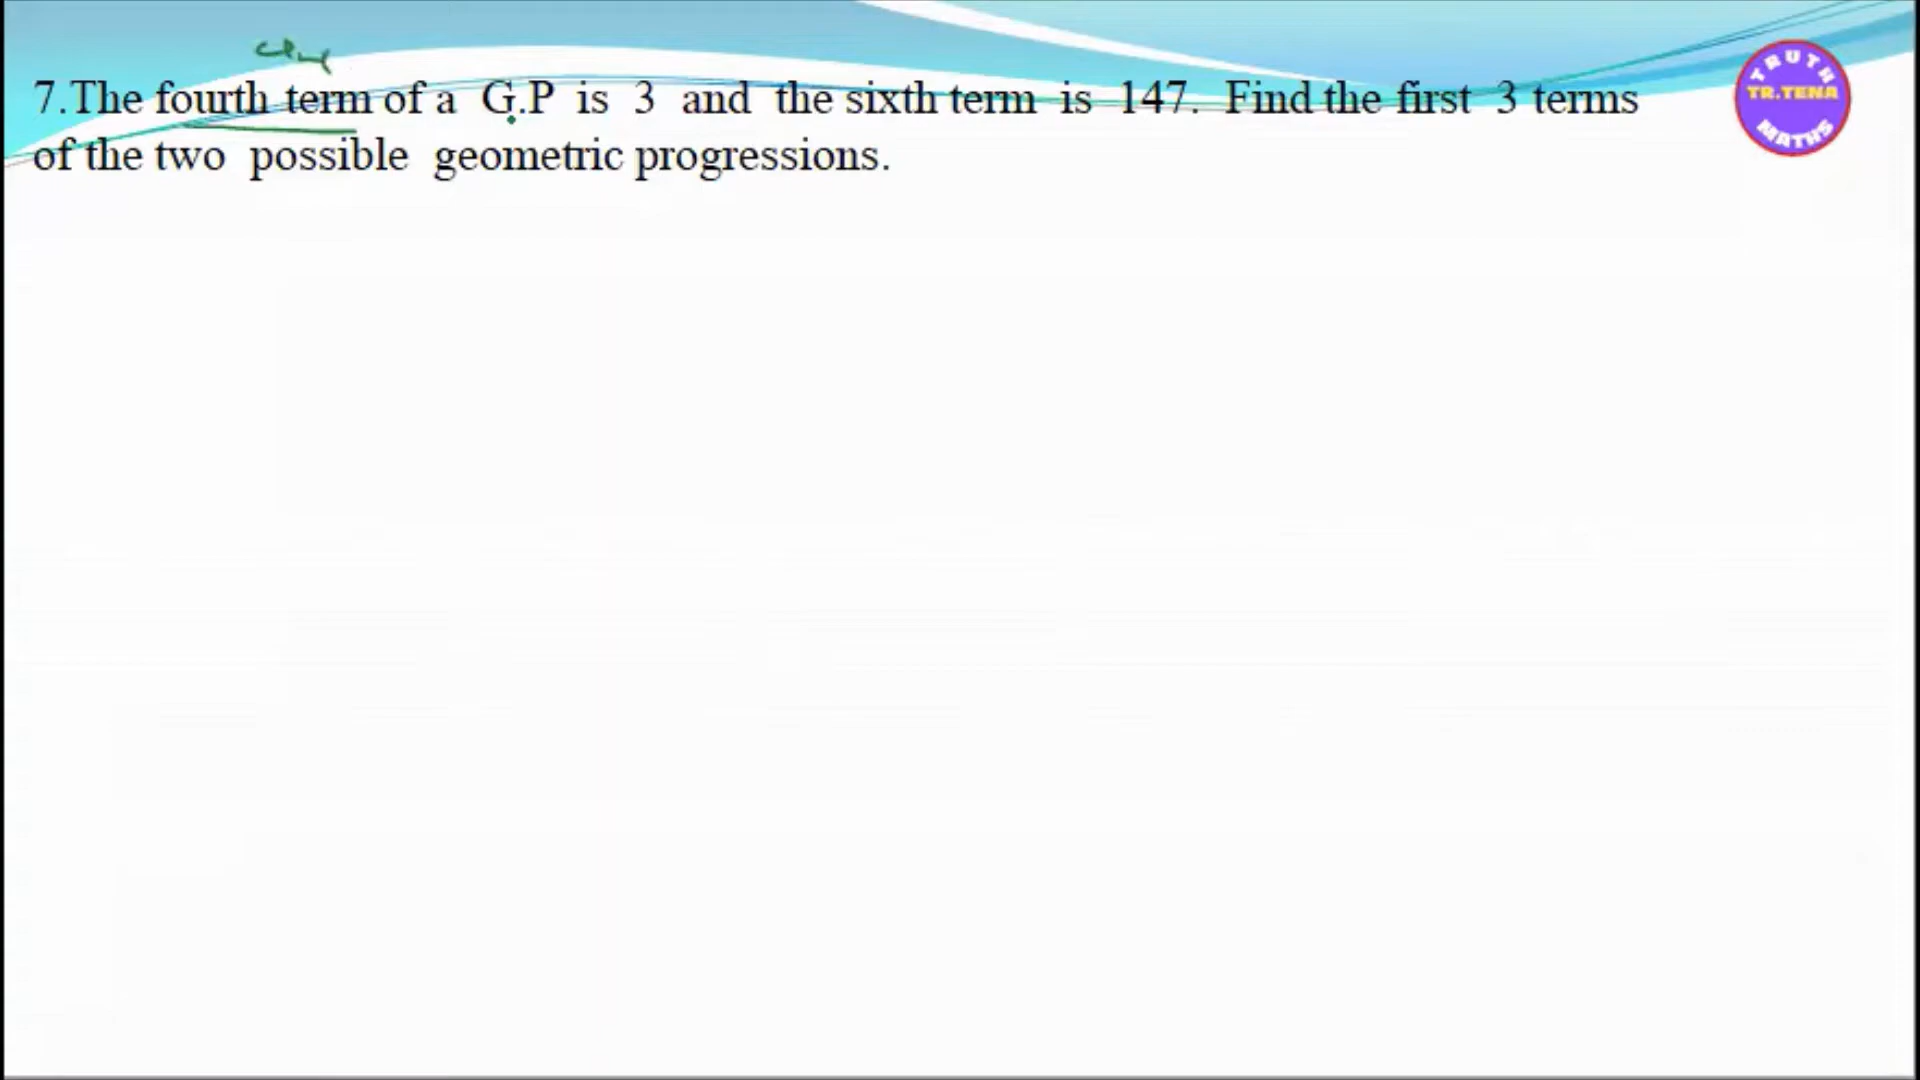 7.The fourth term of a G.P is 3 and the sixth term is 147. Find the first 3 terms
of the two possible geometric progressions.
TRUTH
TR.TENA
MATHS